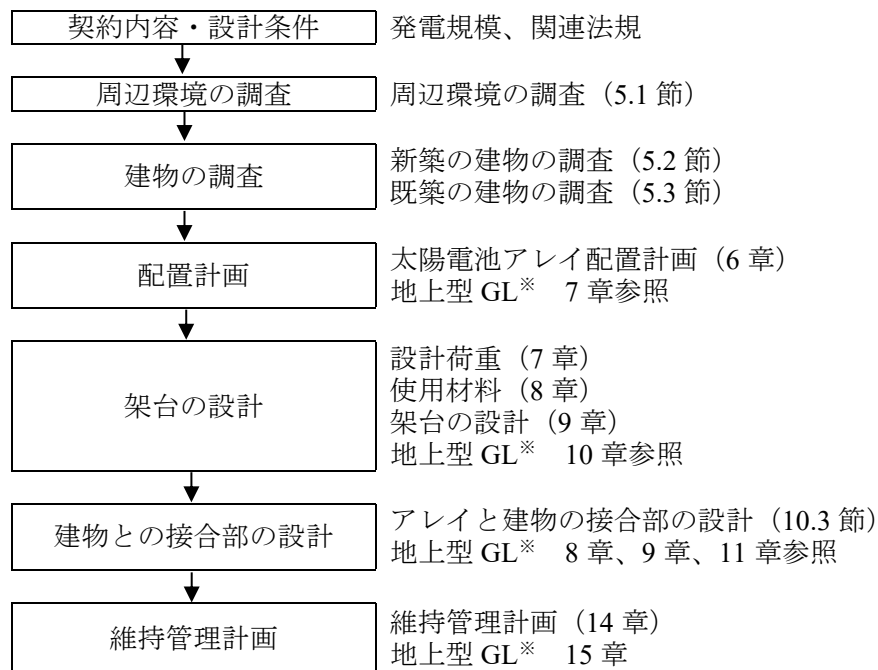 契約内容・設計条件 発電規模、関連法規
周辺環境の調査 周辺環境の調査（5.1 節）
建物の調査
新築の建物の調査（5.2 節）
既築の建物の調査（5.3 節）
配置計画
太陽電池アレイ配置計画（6 章）
地上型 GL※　7 章参照
架台の設計
設計荷重（7 章）
使用材料（8 章）
架台の設計（9 章）
地上型 GL※　10 章参照
建物との接合部の設計
アレイと建物の接合部の設計（10.3 節）
地上型 GL※　8 章、9 章、11 章参照
維持管理計画
維持管理計画（14 章）
地上型 GL※　15 章